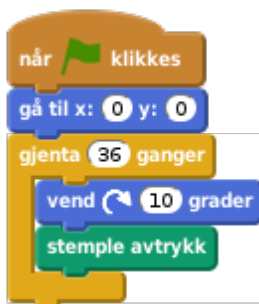 når klikkes
gå til x: 0 y: 0
gjenta 36 ganger
vend 10 grader
stemple avtrykk